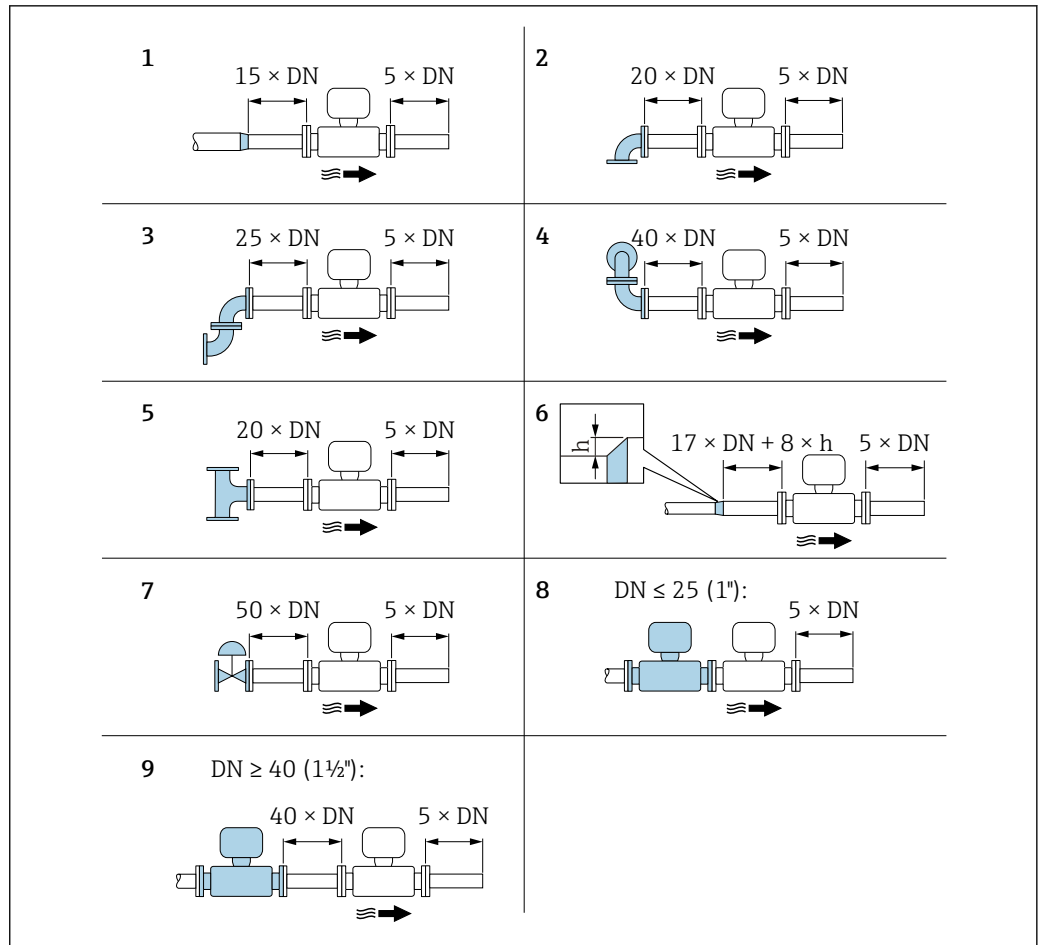 1
15 × DN 5 × DN
2
20 × DN 5 × DN
3
25 × DN 5 × DN
4
40 × DN 5 × DN
5
20 × DN 5 × DN
6
h
17 × DN + 8 × h 5 × DN
7
50 × DN 5 × DN
8 DN ≤ 25 (1"):
5 × DN
9 DN ≥ 40 (1½"):
40 × DN 5 × DN